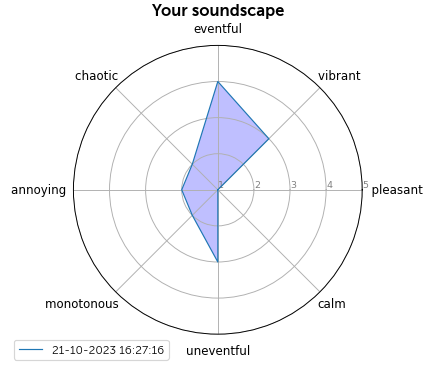 Your soundscape
eventful
chaotic
vibrant
annoying
1 2 3 4 5
pleasant
monotonous
calm
uneventful
21-10-2023 16:27:16